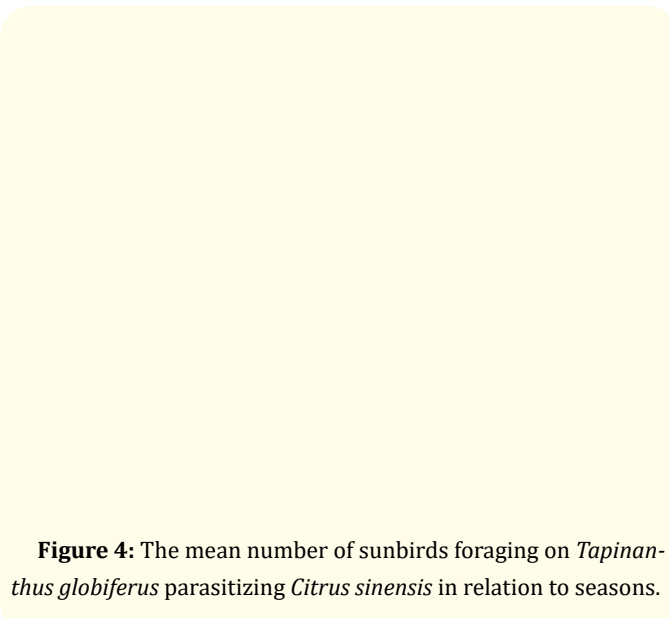 Figure 4: The mean number of sunbirds foraging on Tapinan-
thus globiferus parasitizing Citrus sinensis in relation to seasons.